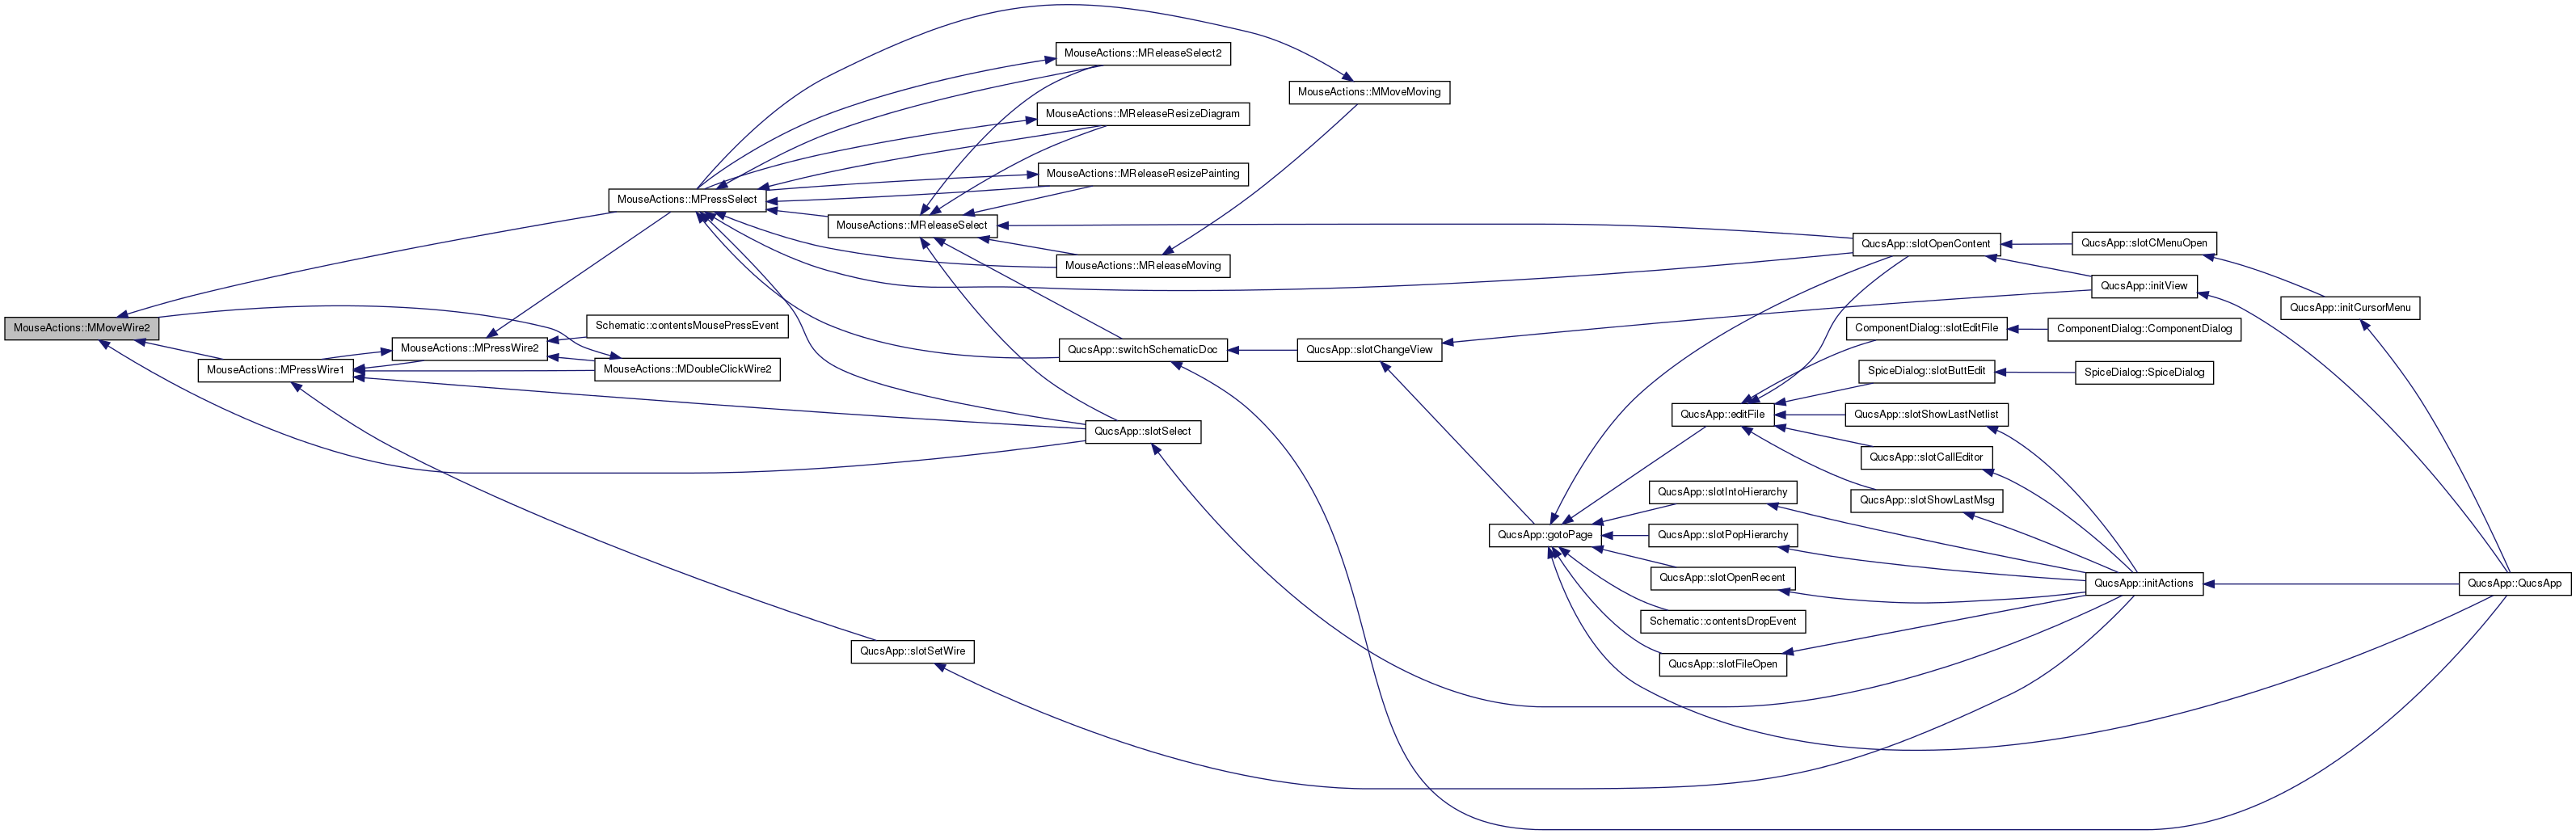 MouseActions::MMoveWire2
MouseActions::MPressWire1
MouseActions::MPressWire2
Schematic::contentsMousePressEvent
MouseActions::MDoubleClickWire2
MouseActions::MPressSelect
MouseActions::MReleaseSelect2
MouseActions::MReleaseResizeDiagram
MouseActions::MReleaseResizePainting
MouseActions::MReleaseSelect
MouseActions::MReleaseMoving
MouseActions::MMoveMoving
QucsApp::switchSchematicDoc
QucsApp::slotChangeView
QucsApp::slotSelect
QucsApp::slotSetWire
QucsApp::gotoPage
QucsApp::editFile
QucsApp::slotIntoHierarchy
QucsApp::slotPopHierarchy
QucsApp::slotOpenRecent
Schematic::contentsDropEvent
QucsApp::slotFileOpen
QucsApp::slotOpenContent
ComponentDialog::slotEditFile
SpiceDialog::slotButtEdit
QucsApp::slotShowLastNetlist
QucsApp::slotCallEditor
QucsApp::slotShowLastMsg
QucsApp::slotCMenuOpen
QucsApp::initView
ComponentDialog::ComponentDialog
SpiceDialog::SpiceDialog
QucsApp::initActions
QucsApp::initCursorMenu
QucsApp::QucsApp